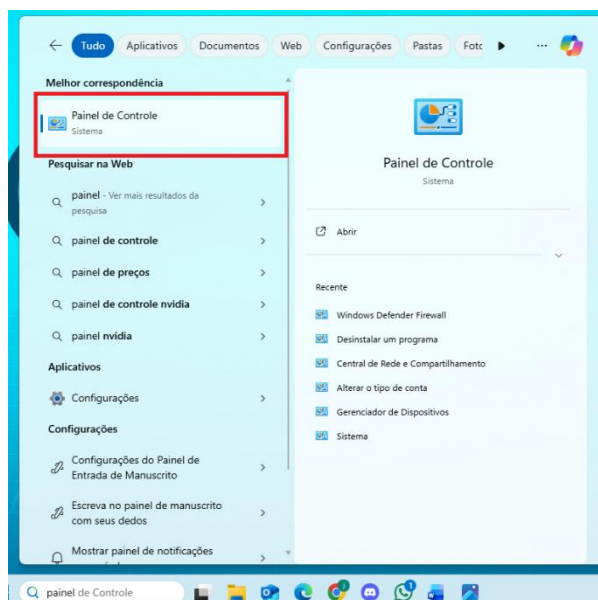 Tudo Aplicativos Documentos Web Configurações Pastas Fotc ...
Melhor correspondência
Painel de Controle
Sistema
Pesquisar na Web
painel - Ver mais resultados da
pesquisa
painel de controle
painel de preços
painel de controle nvidia
painel nvidia
Aplicativos
Configurações
Configurações
Configurações do Painel de
Entrada de Manuscrito
Escreva no painel de manuscrito
com seus dedos
Mostrar painel de notificações
Painel de Controle
Sistema
Abrir
Recente
Windows Defender Firewall
Desinstalar um programa
Central de Rede e Compartilhamento
Alterar o tipo de conta
Gerenciador de Dispositivos
Sistema
painel de Controle